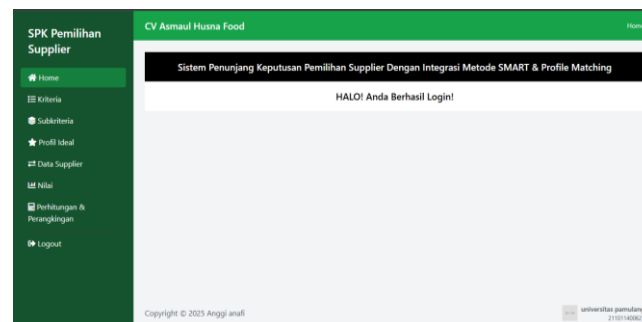 SPK Pemilihan
Supplier
CV Asmaul Husna Food
Home
Home
Kriteria
Subkriteria
Profil Ideal
Data Supplier
Nilai
Perhitungan &
Perangkingan
Logout
Sistem Penunjang Keputusan Pemilihan Supplier Dengan Integrasi Metode SMART & Profile Matching
HALO! Anda Berhasil Login!
Copyright © 2025 Anggi anafi
universitas pamulang